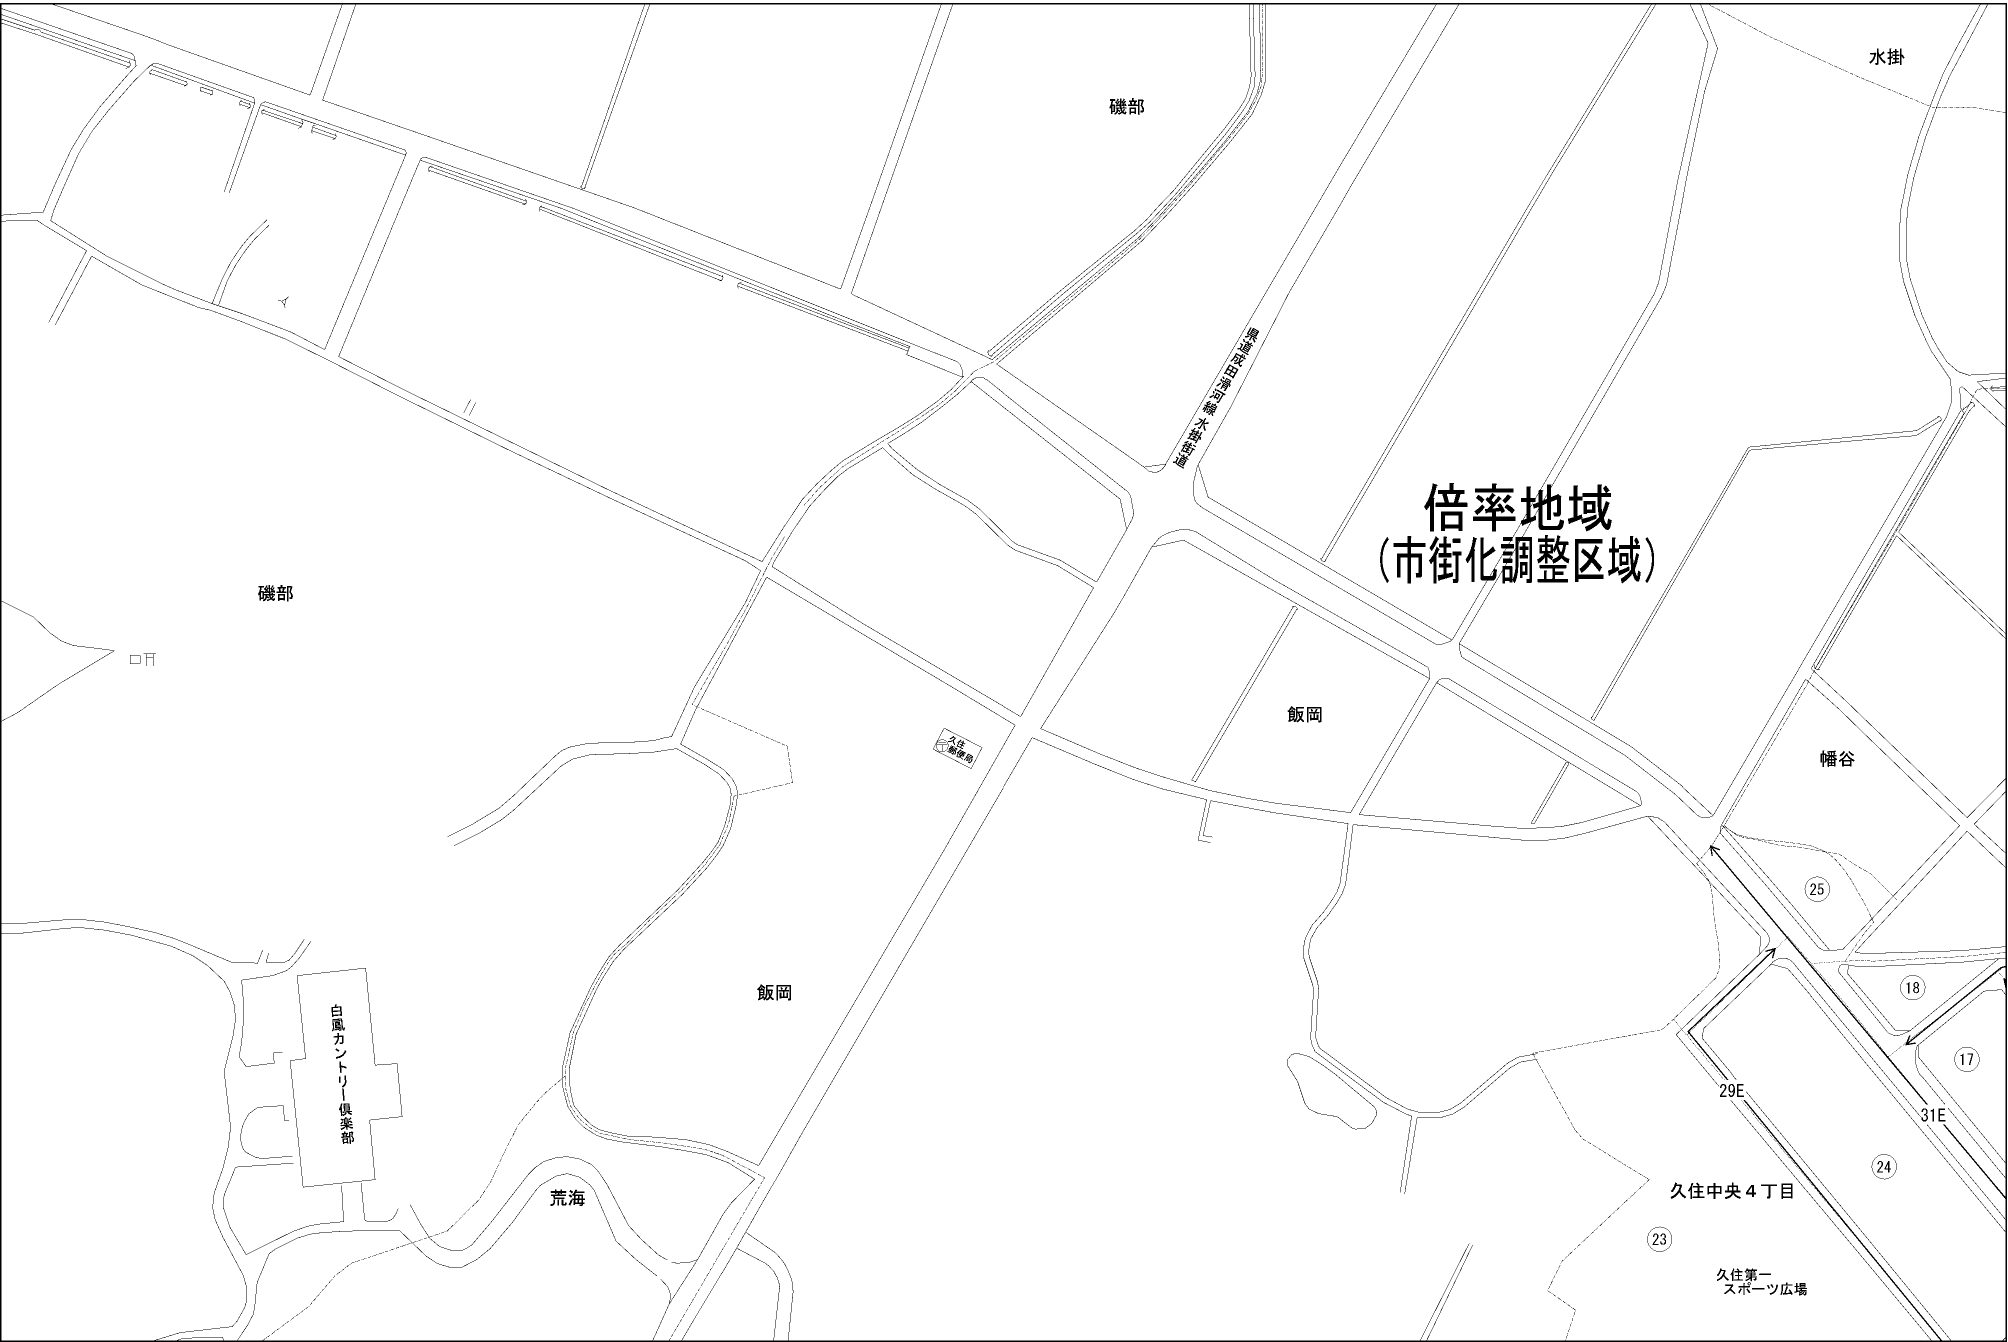 水掛
磯部
県道成田滑河線 水掛街道
倍率地域
(市街化調整区域)
磯部
飯岡
久住
郵便局
幡谷
25
18
17
飯岡
白鳳カントリー倶楽部
29E
31E
24
荒海
久住中央4丁目
23
久住第一
スポーツ広場